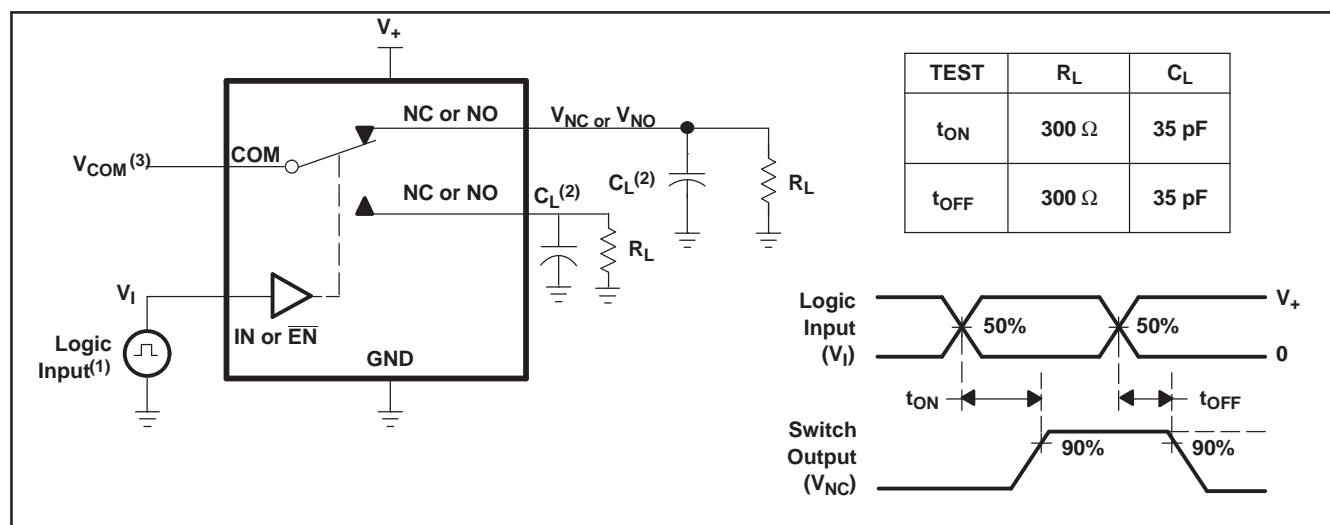 V+
NC or NO
VNC or VNO
VCOM(3)
COM
CL(2)
RL
NC or NO
CL(2)
RL
VI
IN or E̅N̅
Logic
Input(1)
GND
TEST RL CL
tON 300 Ω 35 pF
tOFF 300 Ω 35 pF
Logic
Input
(VI)
50%
50%
V+
0
tON
tOFF
Switch
Output
(VNC)
90%
90%